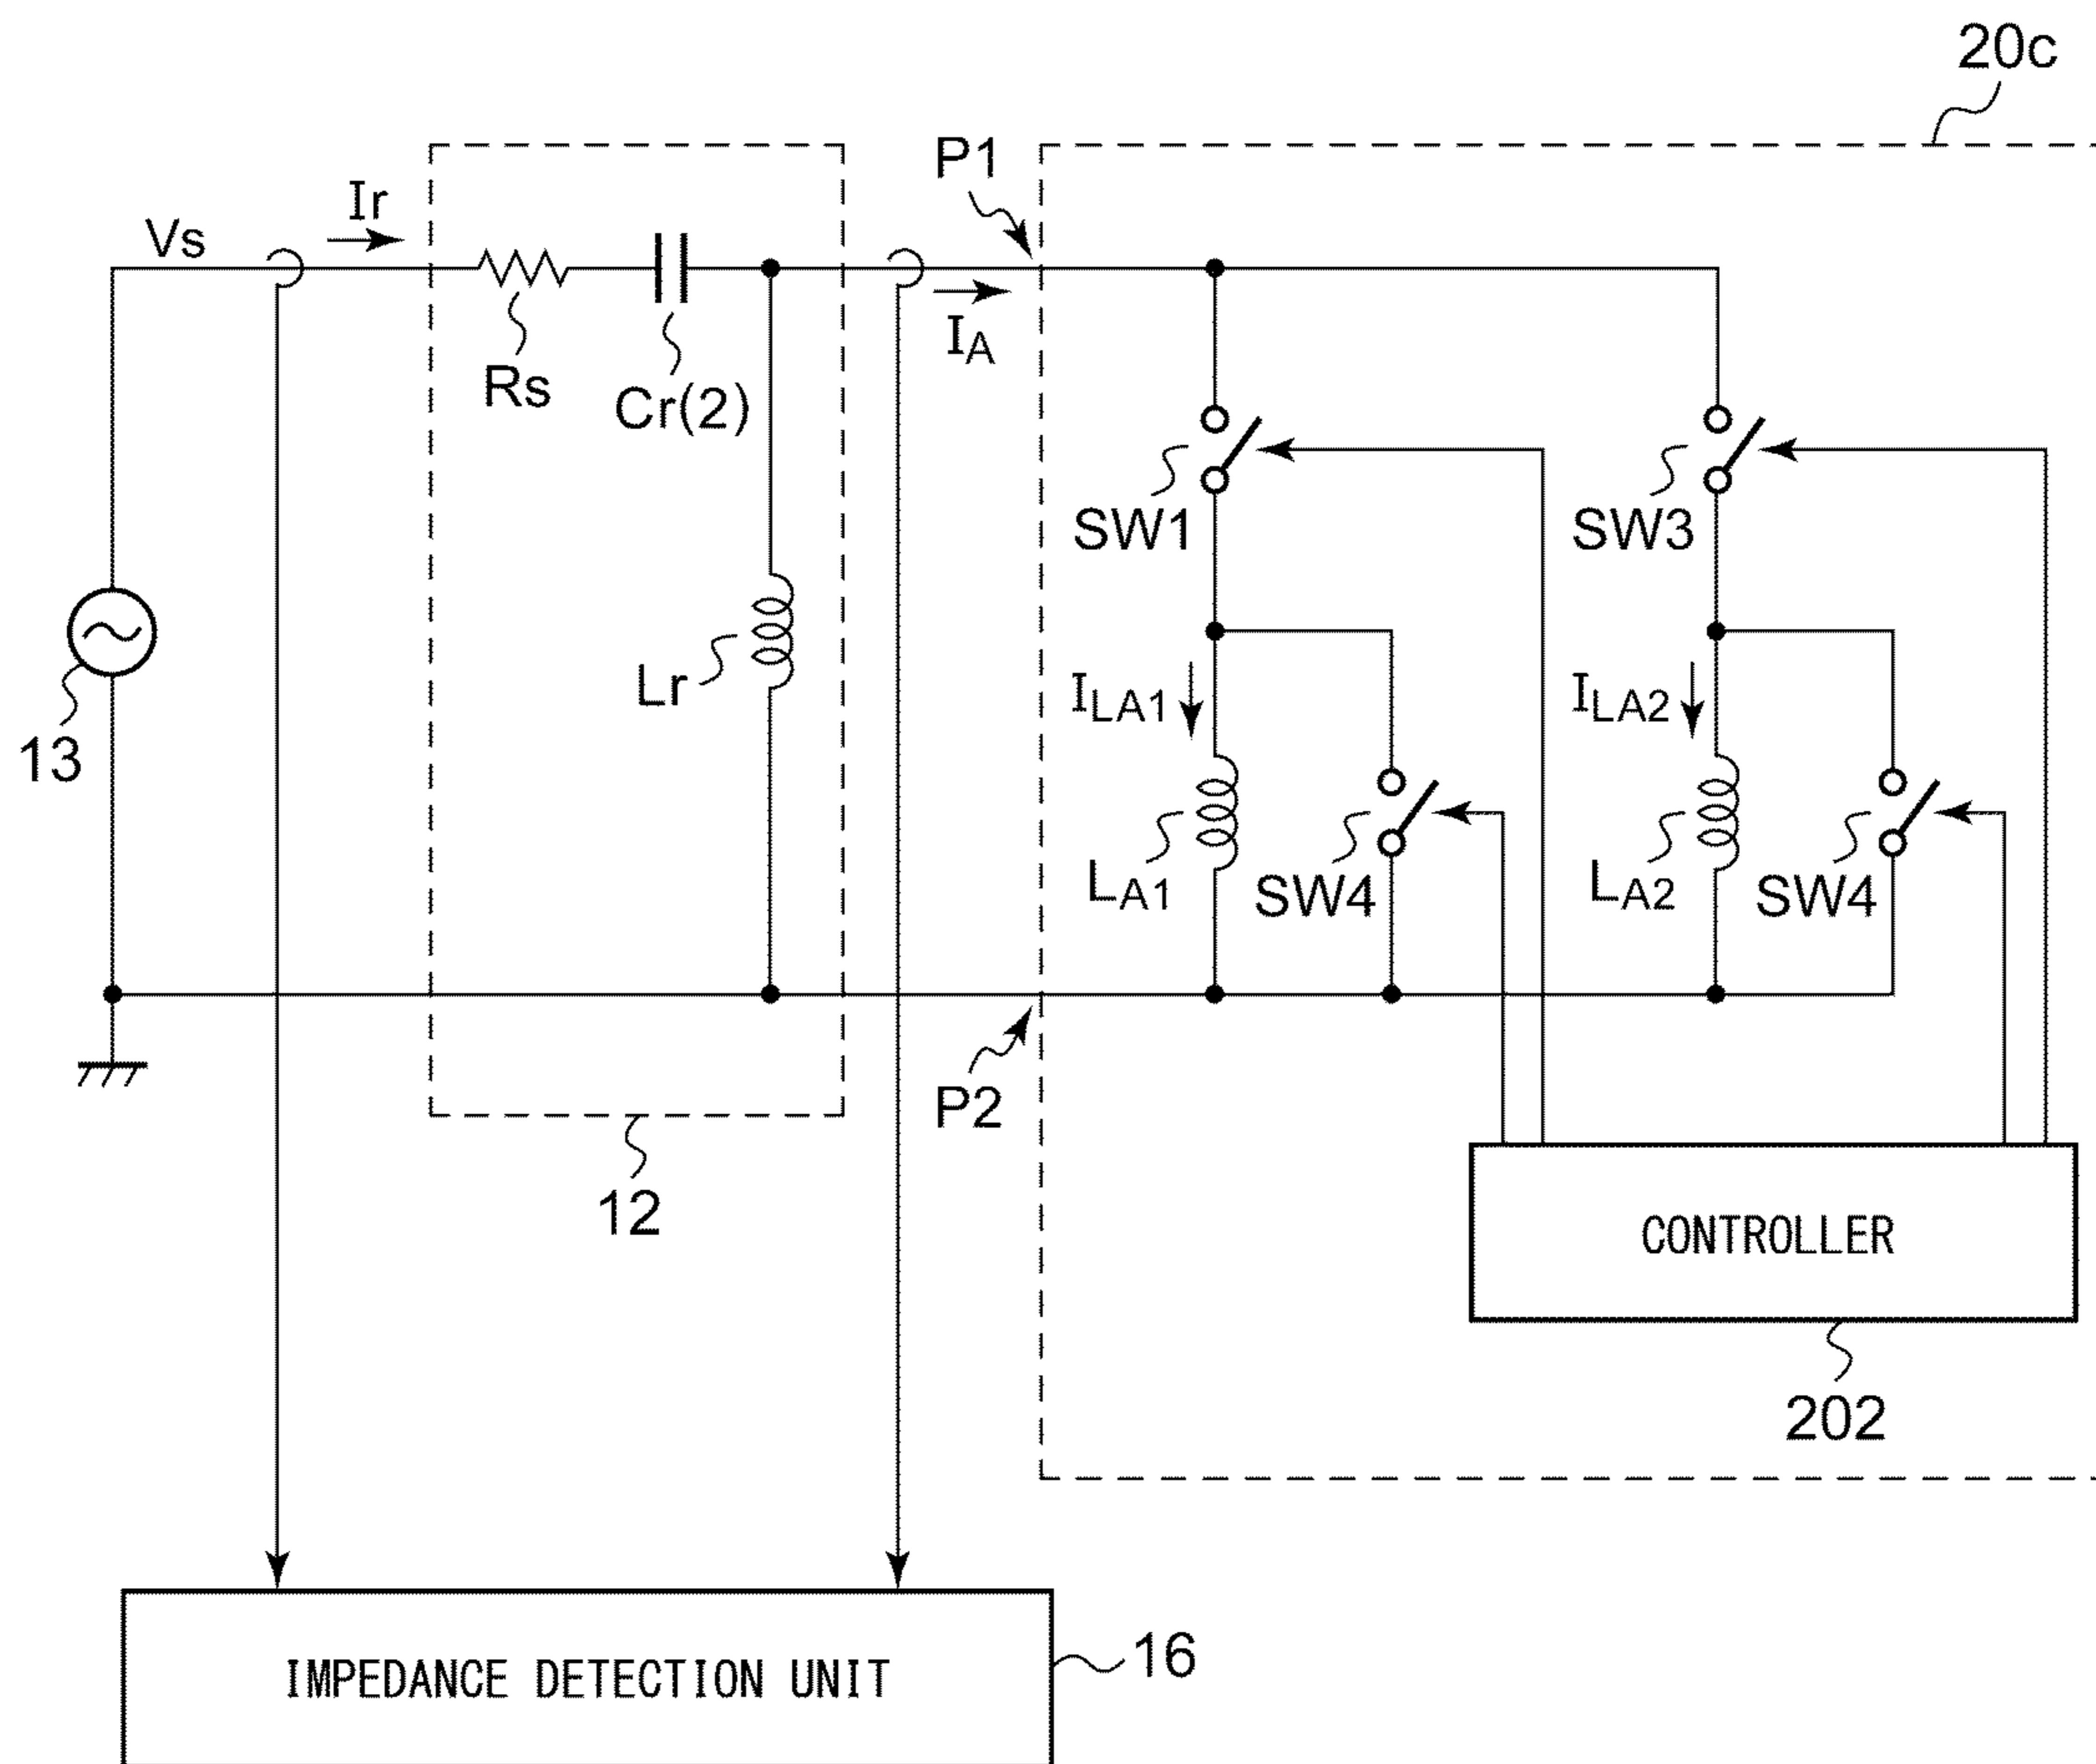 20c
P1
Ir
Vs
IA
Rs
Cr(2)
SW1
SW3
Lr
ILA1
ILA2
13
LA1
SW4
LA2
SW4
P2
12
CONTROLLER
202
IMPEDANCE DETECTION UNIT
16